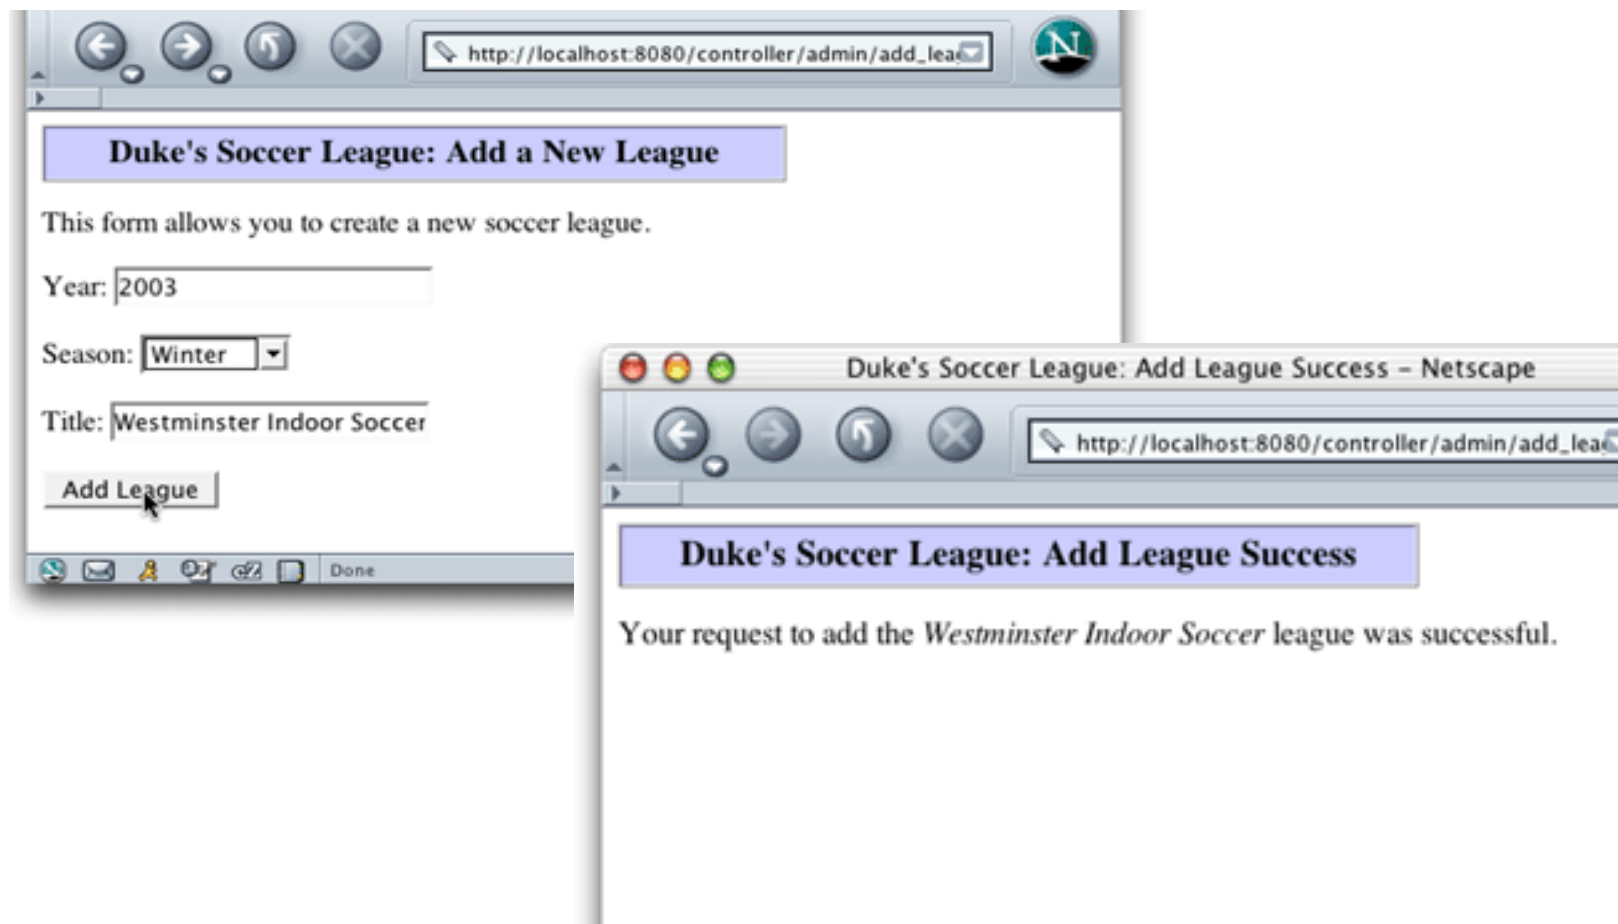 http://localhost:8080/controller/admin/add_lea
N
Duke's Soccer League: Add a New League
This form allows you to create a new soccer league.
Year: 2003
Season: Winter
Title: Westminster Indoor Soccer
Add League
Done
Duke's Soccer League: Add League Success – Netscape
http://localhost:8080/controller/admin/add_lea
Duke's Soccer League: Add League Success
Your request to add the Westminster Indoor Soccer league was successful.